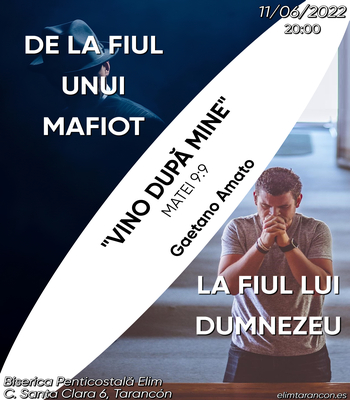 11/06/2022
20:00
DE LA FIUL
UNUI
MAFIOT
"VINO DUPĂ MINE"
MATEI 9:9
Gaetano Amato
LA FIUL LUI
DUMNEZEU
Biserica Penticostală Elim
C, Santa Clara 6, Tarancón
elimtarancon.es